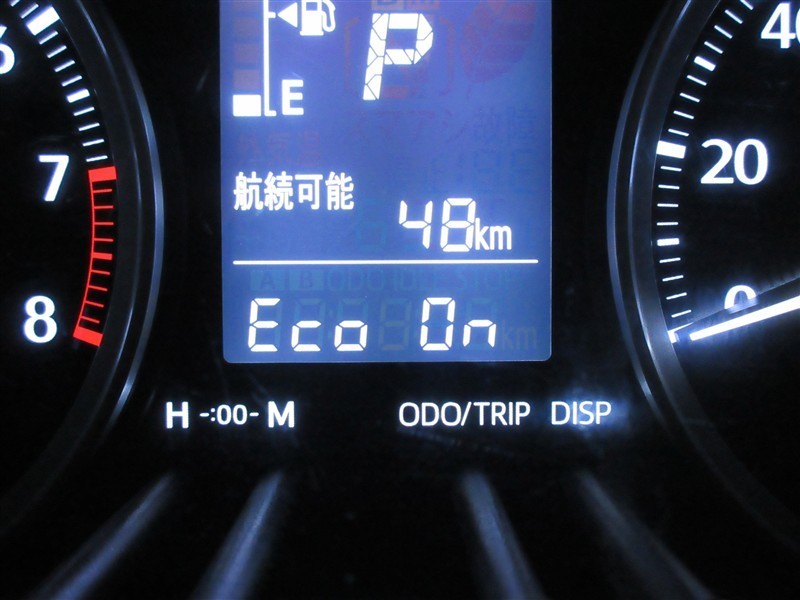 6
7
8
P
E
航続可能
48km
Eco On
H -:00- M
ODO/TRIP DISP
40
20
0